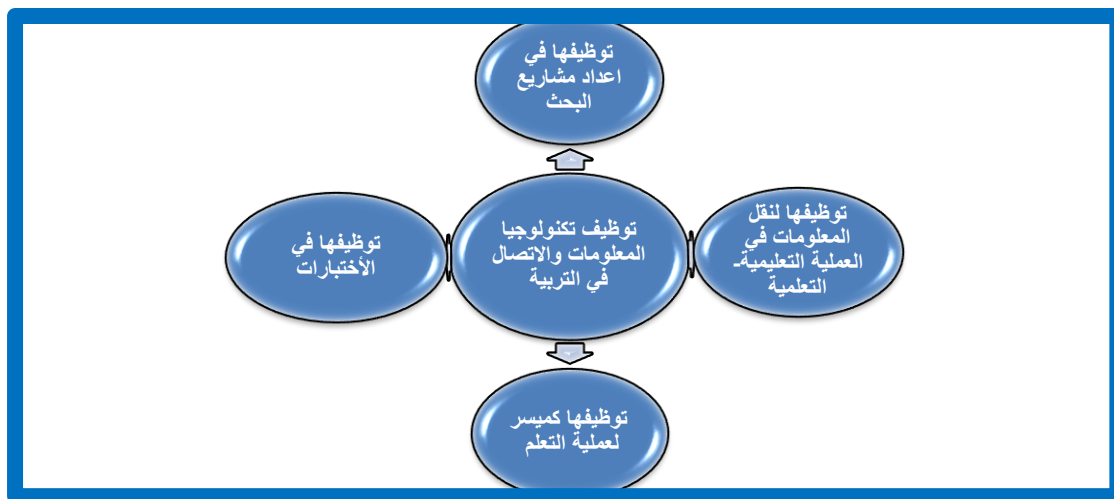 توظيفها في
اعداد مشاريع
البحث
توظيفها لنقل
المعلومات في
العملية التعليمية-
التعلمية
توظيف تكنولوجيا
المعلومات والاتصال
في التربية
توظيفها في
الأختبارات
توظيفها كميسر
لعملية التعلم